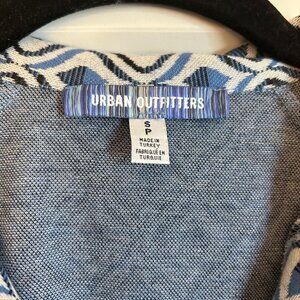 URBAN OUTFITTERS
S
P
MADE IN
TURKEY
FABRIQUÉ EN
TURQUIE